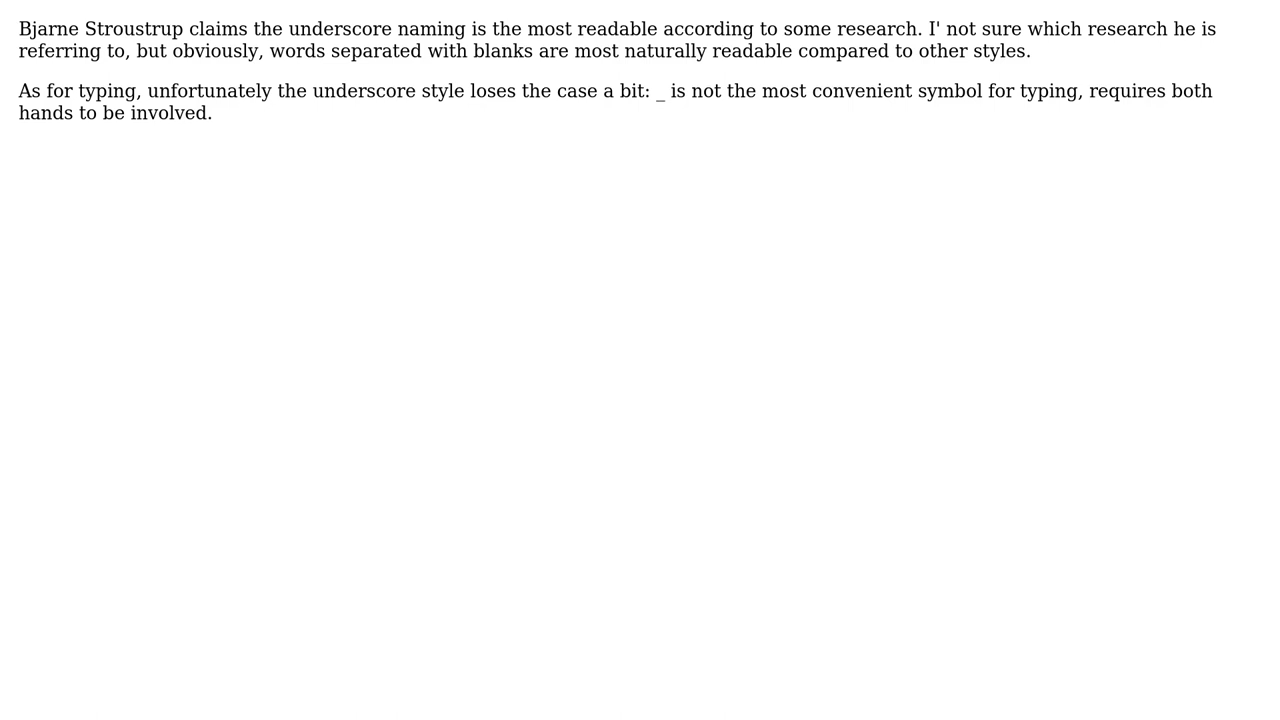 Bjarne Stroustrup claims the underscore naming is the most readable according to some research. I' not sure which research he is
referring to, but obviously, words separated with blanks are most naturally readable compared to other styles.
As for typing, unfortunately the underscore style loses the case a bit: _ is not the most convenient symbol for typing, requires both
hands to be involved.